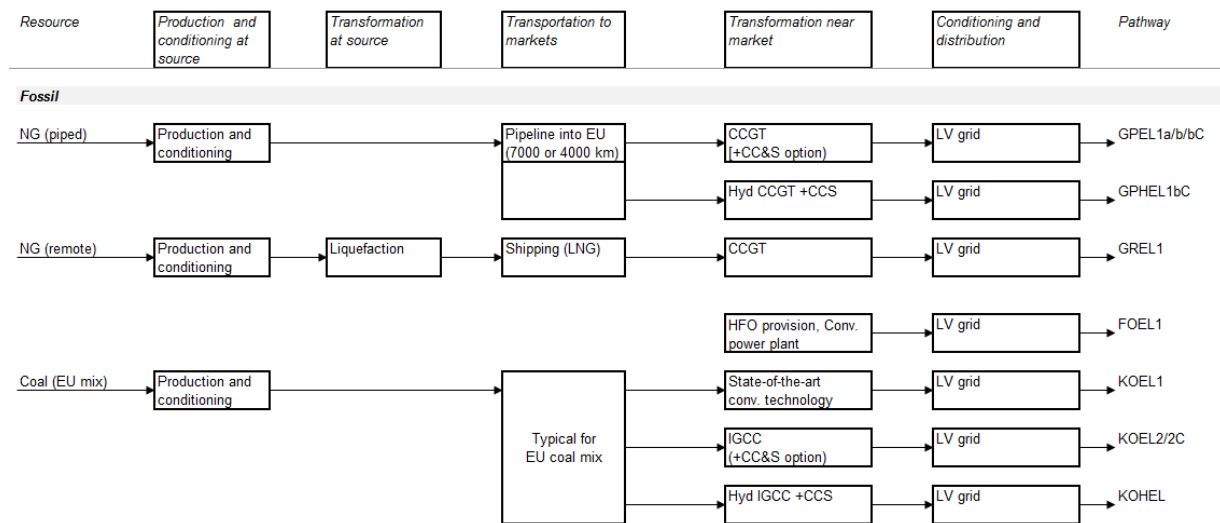 Resource
Production and
conditioning at
source
Transformation
at source
Transportation to
markets
Transformation near
market
Conditioning and
distribution
Pathway
Fossil
NG (piped)
Production and
conditioning
Pipeline into EU
(7000 or 4000 km)
CCGT
[+CC&S option)
LV grid
GPEL1a/b/bC
Hyd CCGT +CCS
LV grid
GPHEL1bC
NG (remote)
Production and
conditioning
Liquefaction
Shipping (LNG)
CCGT
LV grid
GREL1
HFO provision, Conv.
power plant
LV grid
FOEL1
Coal (EU mix)
Production and
conditioning
Typical for
EU coal mix
State-of-the-art
conv. technology
LV grid
KOEL1
IGCC
(+CC&S option)
LV grid
KOEL2/2C
Hyd IGCC +CCS
LV grid
KOHEL